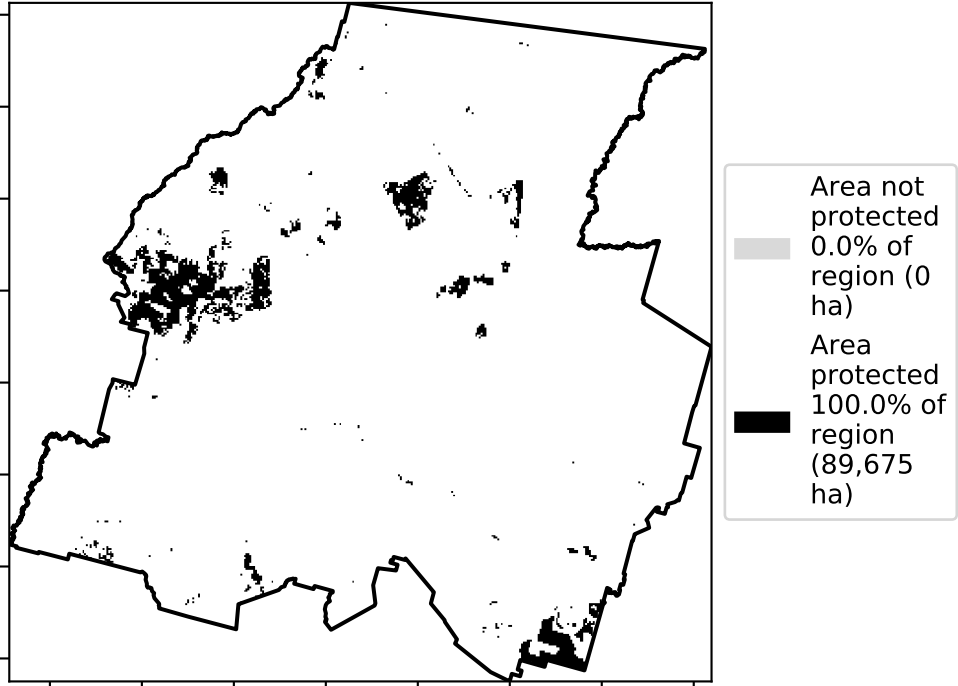 Area not
protected
0.0% of
region (0
ha)
Area
protected
100.0% of
region
(89,675
ha)